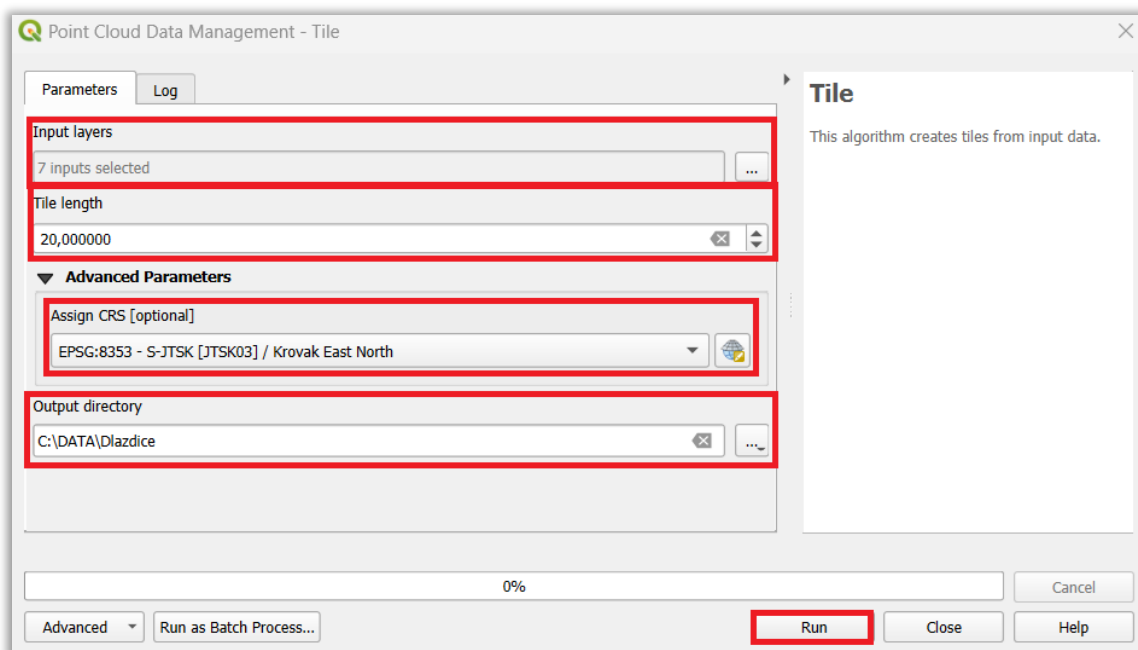 Point Cloud Data Management - Tile
Parameters
Log
Input layers
7 inputs selected
...
Tile length
20,000000
Advanced Parameters
Assign CRS [optional]
EPSG:8353 - S-JTSK [JTSK03] / Krovak East North
Output directory
C:\DATA\Dlazdice
...
Tile
This algorithm creates tiles from input data.
0%
Cancel
Advanced
Run as Batch Process...
Run
Close
Help